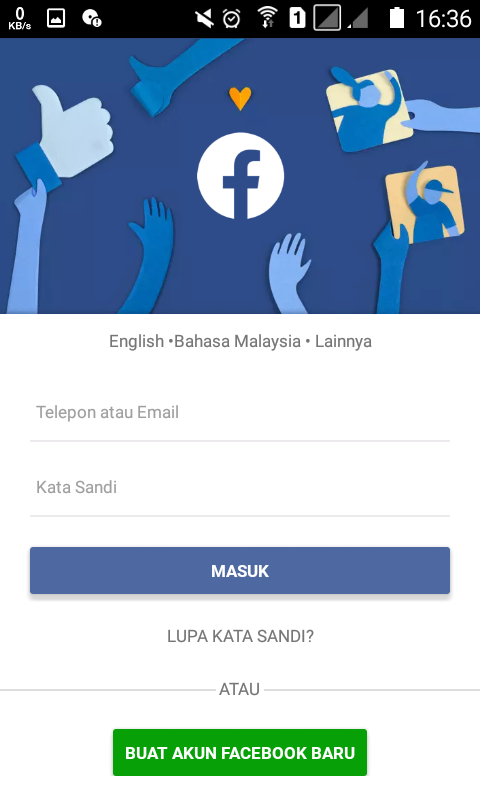 0 KB/s 1 16:36
English •Bahasa Malaysia • Lainnya
Telepon atau Email
Kata Sandi
MASUK
LUPA KATA SANDI?
ATAU
BUAT AKUN FACEBOOK BARU